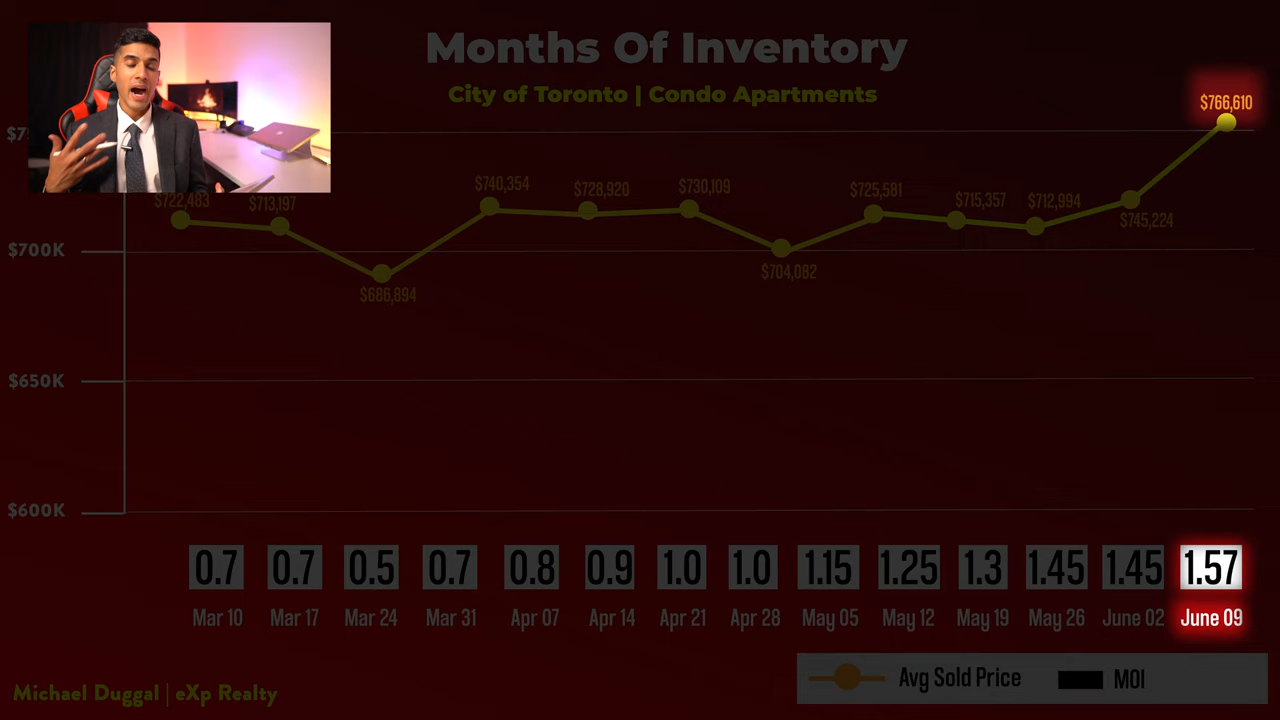 Months Of Inventory
City of Toronto | Condo Apartments
$766,610
$740,354
$728,920
$730,109
$725,581
$715,357
$712,994
$722,483
$713,197
$745,224
$700K
$704,082
$686,894
$650K
$600K
0.7 0.7 0.5 0.7 0.8 0.9 1.0 1.0 1.15 1.25 1.3 1.45 1.45 1.57
Mar 10 Mar 17 Mar 24 Mar 31 Apr 07 Apr 14 Apr 21 Apr 28 May 05 May 12 May 19 May 26 June 02 June 09
Avg Sold Price MOI
Michael Duggal | eXp Realty